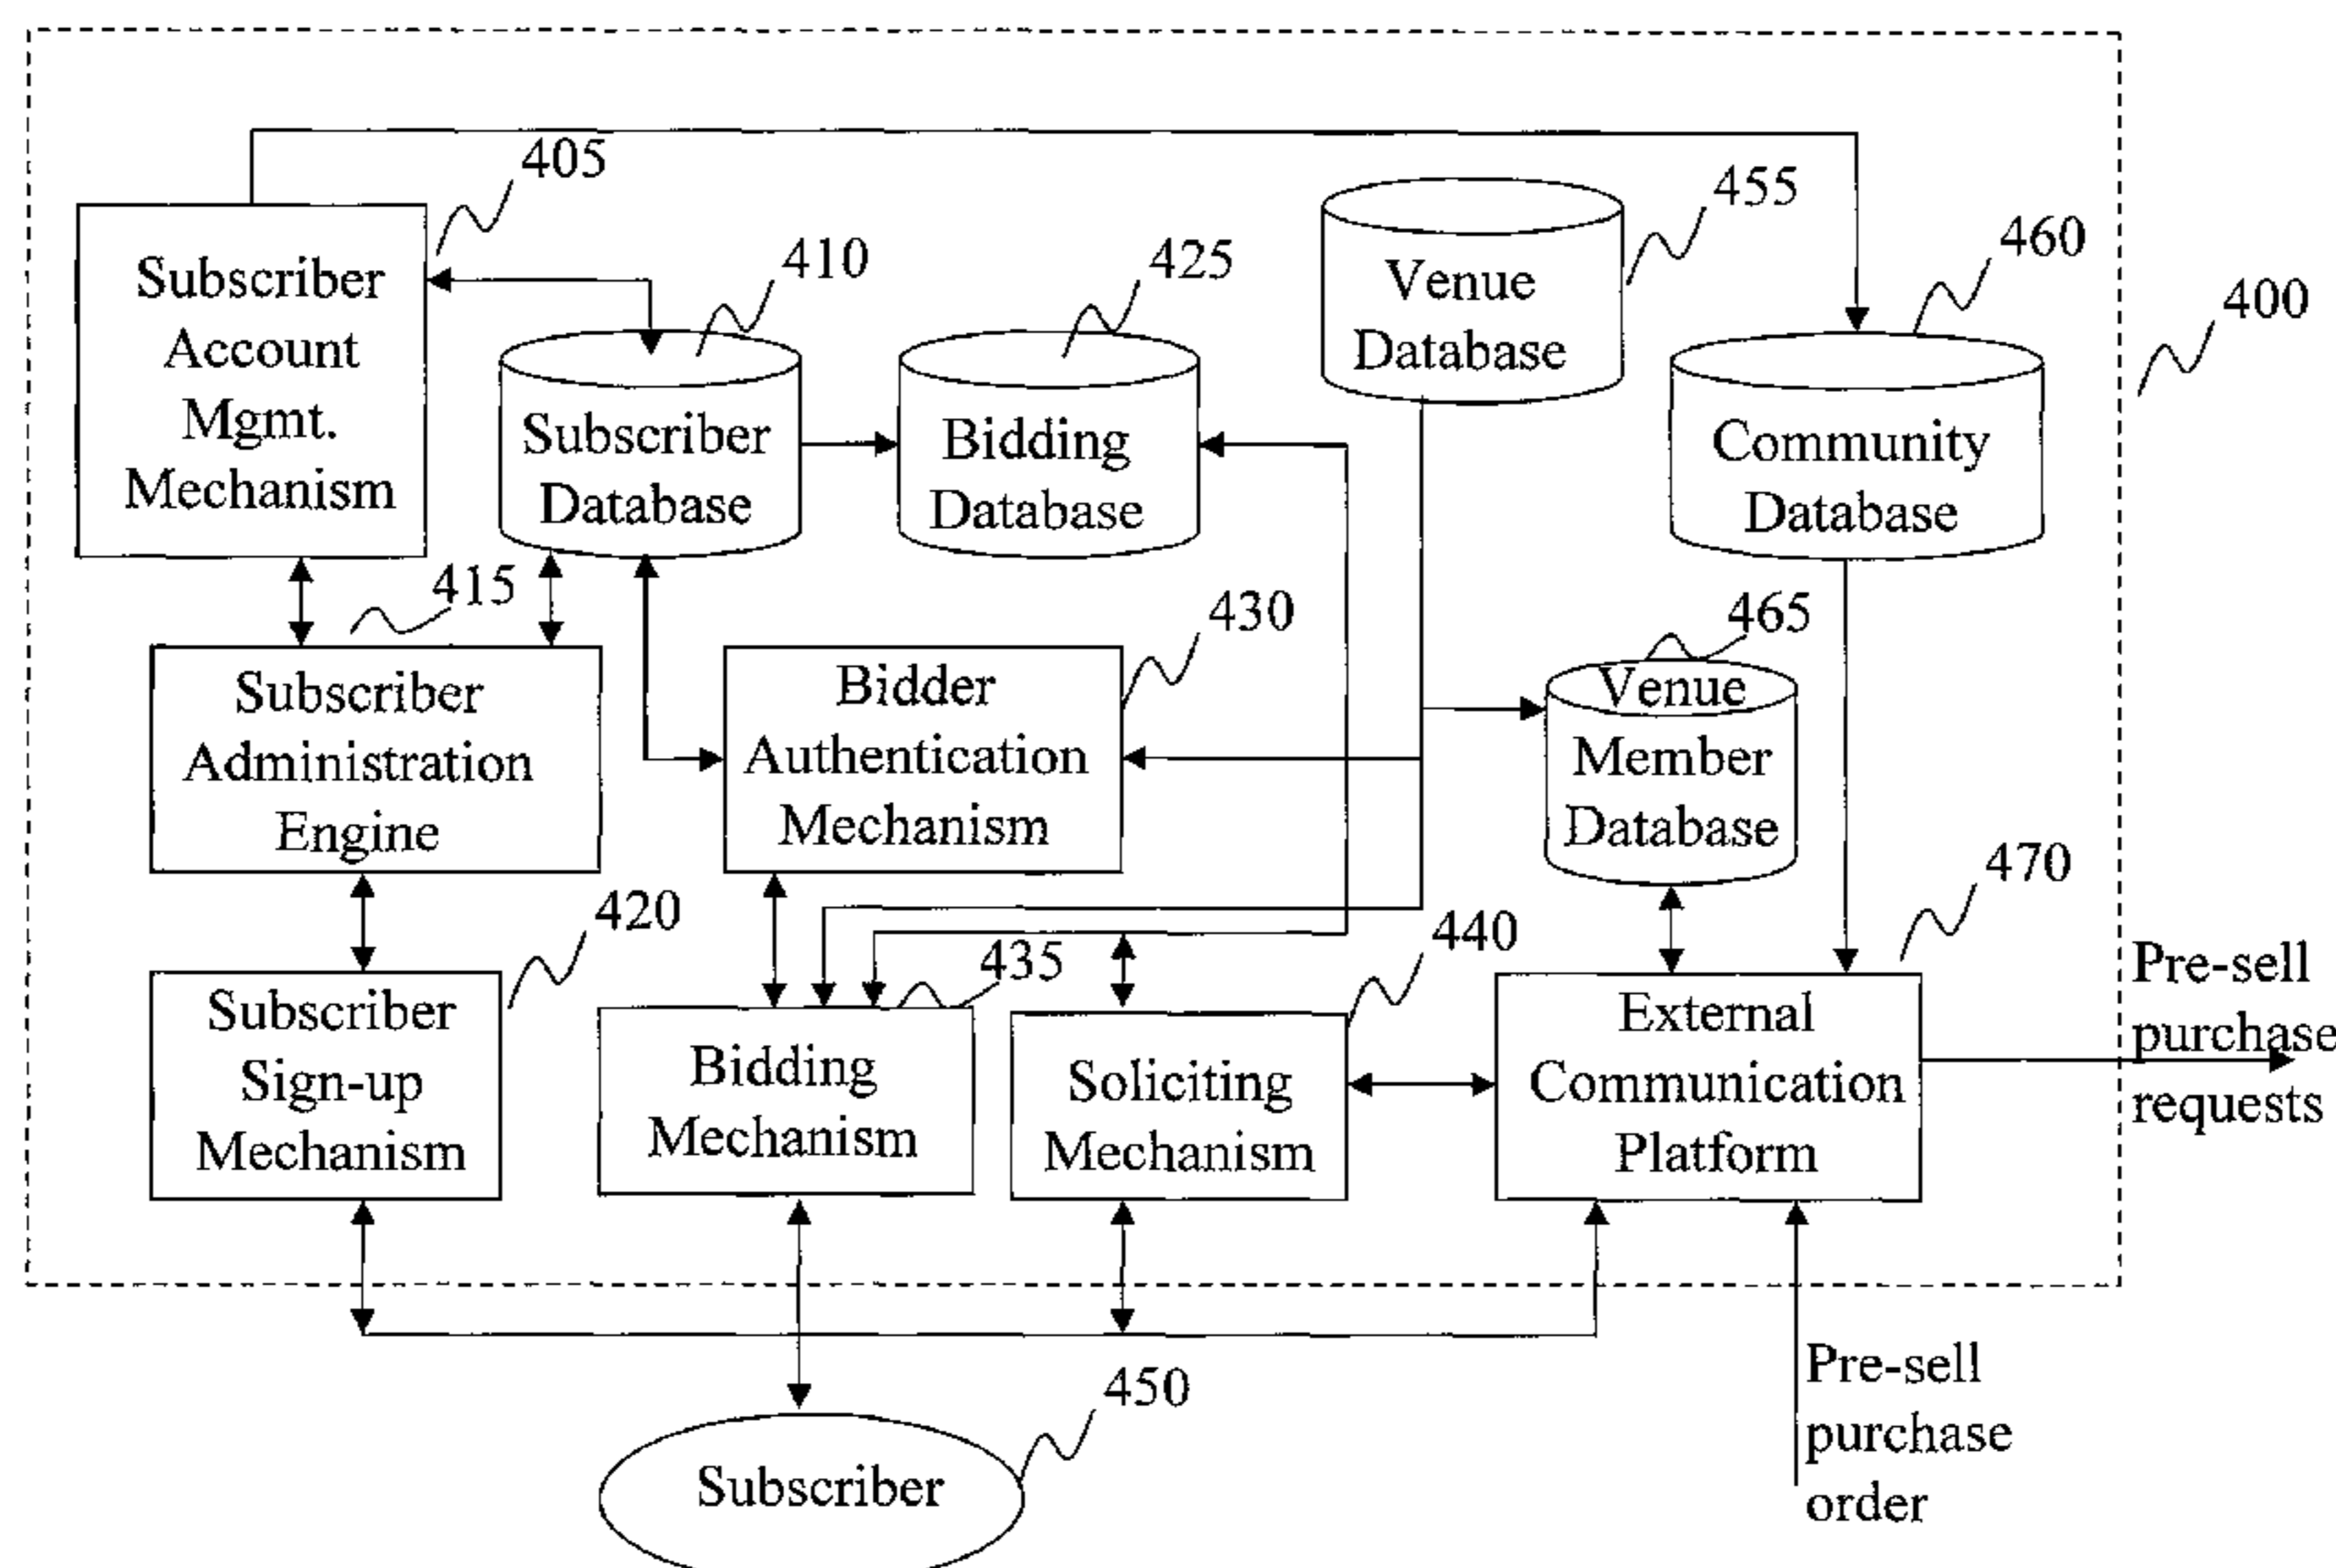 405
Subscriber
Account
Mgmt.
Mechanism
410
Subscriber
Database
425
Bidding
Database
455
Venue
Database
460
Community
Database
400
415
Subscriber
Administration
Engine
430
Bidder
Authentication
Mechanism
465
Venue
Member
Database
420
Subscriber
Sign-up
Mechanism
435
Bidding
Mechanism
440
Soliciting
Mechanism
470
External
Communication
Platform
Pre-sell
purchase
requests
450
Subscriber
Pre-sell
purchase
order